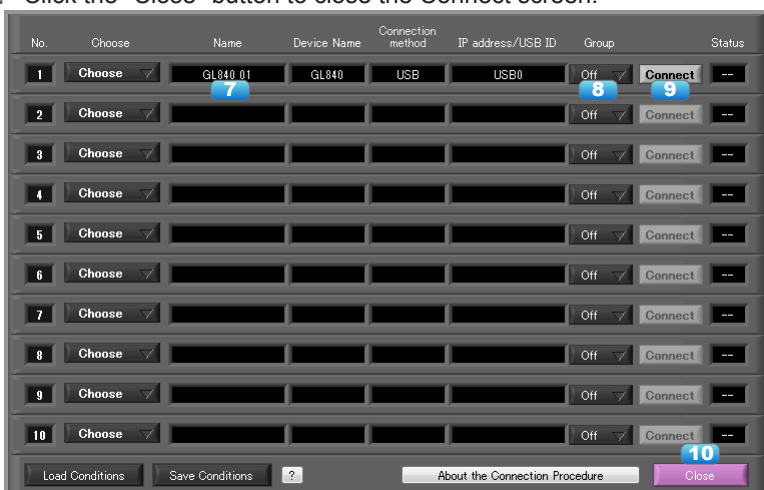 Click the "Close" button to close the Connect screen.
No. Choose Name Device Name Connection method IP address/USB ID Group Status
1 Choose GL840 01 GL840 USB USB0 Off Connect --
7 8 9
2 Choose Off Connect --
3 Choose Off Connect --
4 Choose Off Connect --
5 Choose Off Connect --
6 Choose Off Connect --
7 Choose Off Connect --
8 Choose Off Connect --
9 Choose Off Connect --
10 Choose Off Connect --
10
Load Conditions Save Conditions ? About the Connection Procedure Close